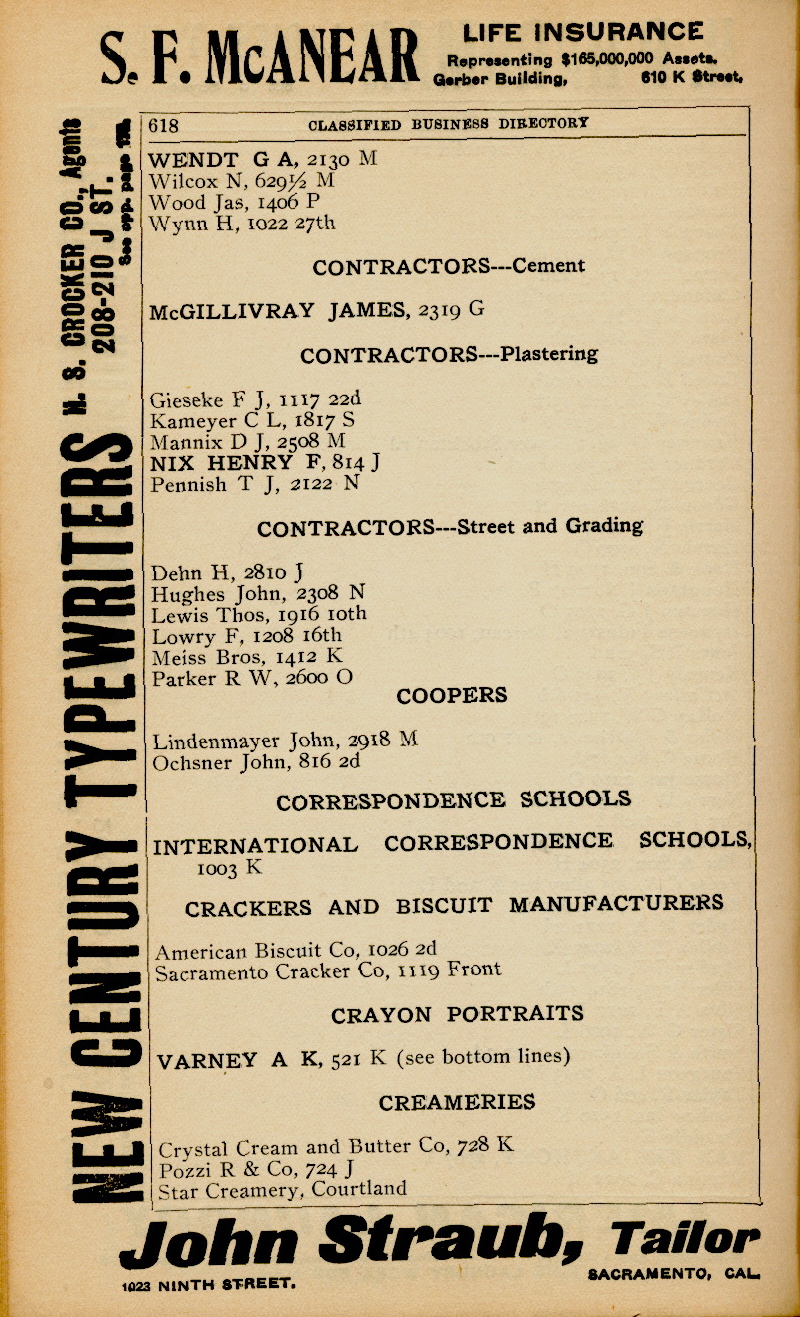 S. F. McANEAR
LIFE INSURANCE
Representing $165,000,000 Assets.
Gerber Building, 610 K Street.
618 CLASSIFIED BUSINESS DIRECTORY
WENDT G A, 2130 M
Wilcox N, 629½ M
Wood Jas, 1406 P
Wynn H, 1022 27th
CONTRACTORS---Cement
McGILLIVRAY JAMES, 2319 G
CONTRACTORS---Plastering
Gieseke F J, 1117 22d
Kameyer C L, 1817 S
Mannix D J, 2508 M
NIX HENRY F, 814 J
Pennish T J, 2122 N
CONTRACTORS---Street and Grading
Dehn H, 2810 J
Hughes John, 2308 N
Lewis Thos, 1916 10th
Lowry F, 1208 16th
Meiss Bros, 1412 K
Parker R W, 2600 O
COOPERS
Lindenmayer John, 2918 M
Ochsner John, 816 2d
CORRESPONDENCE SCHOOLS
INTERNATIONAL CORRESPONDENCE SCHOOLS,
1003 K
CRACKERS AND BISCUIT MANUFACTURERS
American Biscuit Co, 1026 2d
Sacramento Cracker Co, 1119 Front
CRAYON PORTRAITS
VARNEY A K, 521 K (see bottom lines)
CREAMERIES
Crystal Cream and Butter Co, 728 K
Pozzi R & Co, 724 J
Star Creamery, Courtland
NEW CENTURY TYPEWRITERS
H. S. CROCKER CO., Agents
208-210 J ST.
See opp. page
John Straub, Tailor
1023 NINTH STREET. SACRAMENTO, CAL.